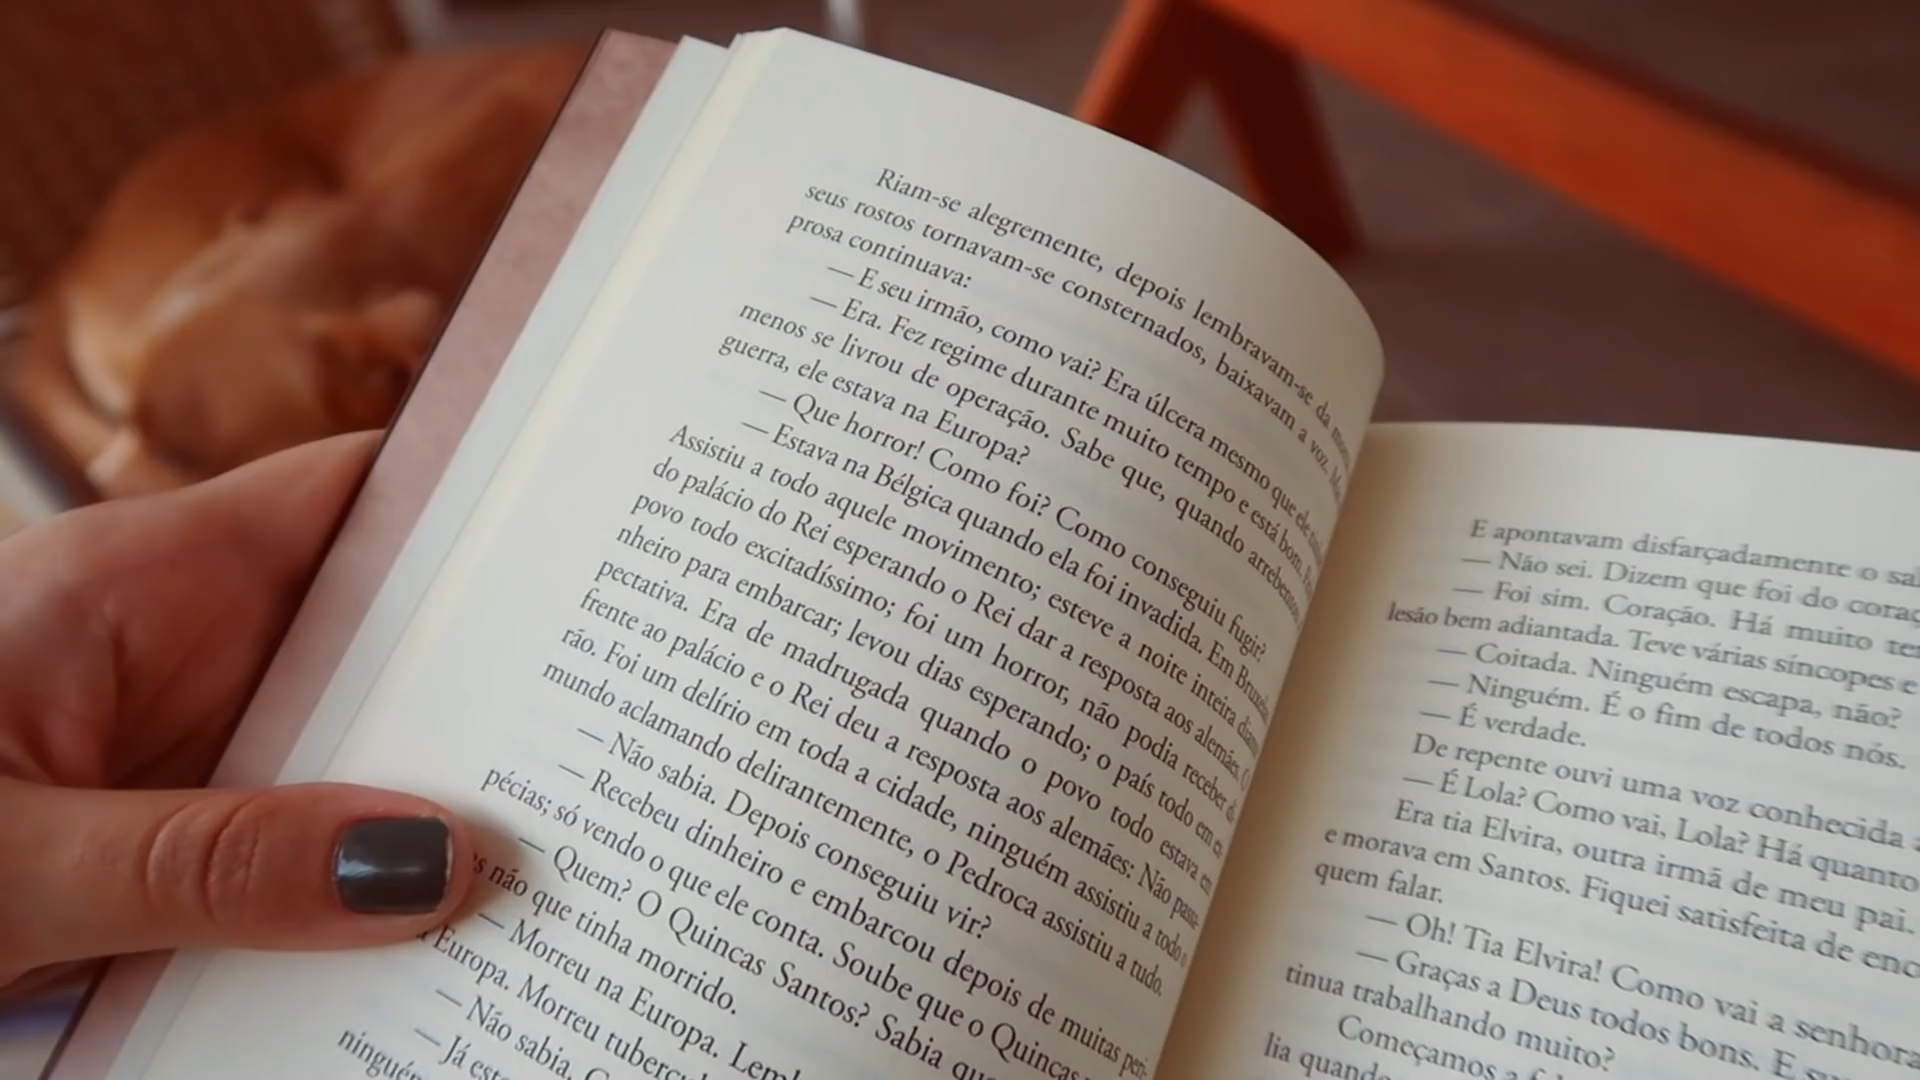 Riam-se alegremente, depois lembravam-se da
seus rostos tornavam-se consternados, baixavam a voz.
prosa continuava:
— E seu irmão, como vai? Era úlcera mesmo que ele
— Era. Fez regime durante muito tempo e está bom.
menos se livrou de operação. Sabe que, quando arrebentou
guerra, ele estava na Europa?
— Que horror! Como foi? Como conseguiu fugir?
— Estava na Bélgica quando ela foi invadida. Em
Assistiu a todo aquele movimento; esteve a noite inteira
do palácio do Rei esperando o Rei dar a resposta aos alemães. O
povo todo excitadíssimo; foi um horror, não podia receber di-
nheiro para embarcar; levou dias esperando; o país todo em ex-
pectativa. Era de madrugada quando o povo todo estava em
frente ao palácio e o Rei deu a resposta aos alemães: Não passa-
rão. Foi um delírio em toda a cidade, ninguém assistiu a todo o
mundo aclamando delirantemente, o Pedroca assistiu a tudo.
— Não sabia. Depois conseguiu vir?
— Recebeu dinheiro e embarcou depois de muitas peri-
pécias; só vendo o que ele conta. Soube que o Quincas
— Quem? O Quincas Santos? Sabia que
não que tinha morrido.
— Morreu na Europa.
Europa. Morreu
— Não sabia.
— Já
E apontavam disfarçadamente o
— Não sei. Dizem que foi do
— Foi sim. Coração. Há muito
lesão bem adiantada. Teve várias síncopes e
— Coitada. Ninguém escapa, não?
— Ninguém. É o fim de todos nós.
— É verdade.
De repente ouvi uma voz conhecida
— É Lola? Como vai, Lola? Há quanto
Era tia Elvira, outra irmã de meu pai.
e morava em Santos. Fiquei satisfeita de
quem falar.
— Oh! Tia Elvira! Como vai a senhora
— Graças a Deus todos bons. E
tinua trabalhando muito?
Começamos a
lia quando